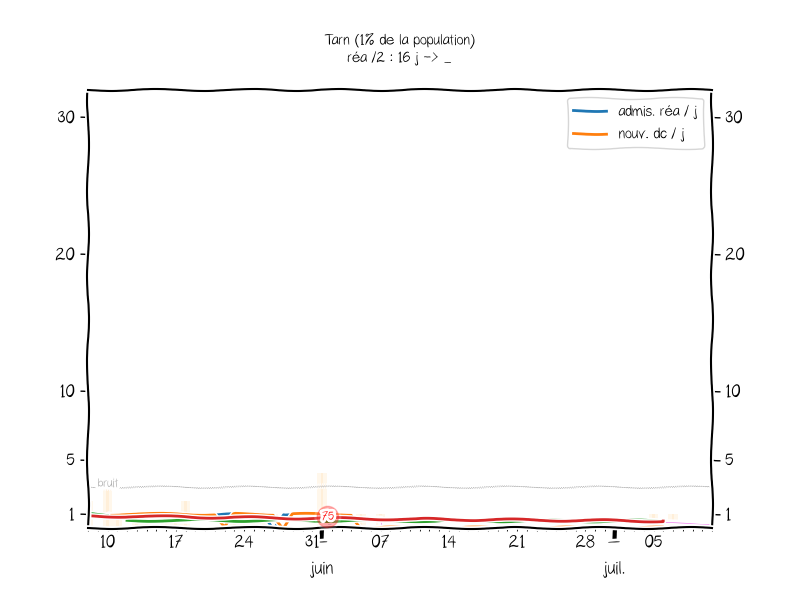 Tarn (1% de la population)
réa /2 : 16 j -> _
admis. réa / j
nouv. dc / j
30 30
20 20
10 10
5 5
bruit
1 75 1
10 17 24 31 07 14 21 28 05
juin juil.